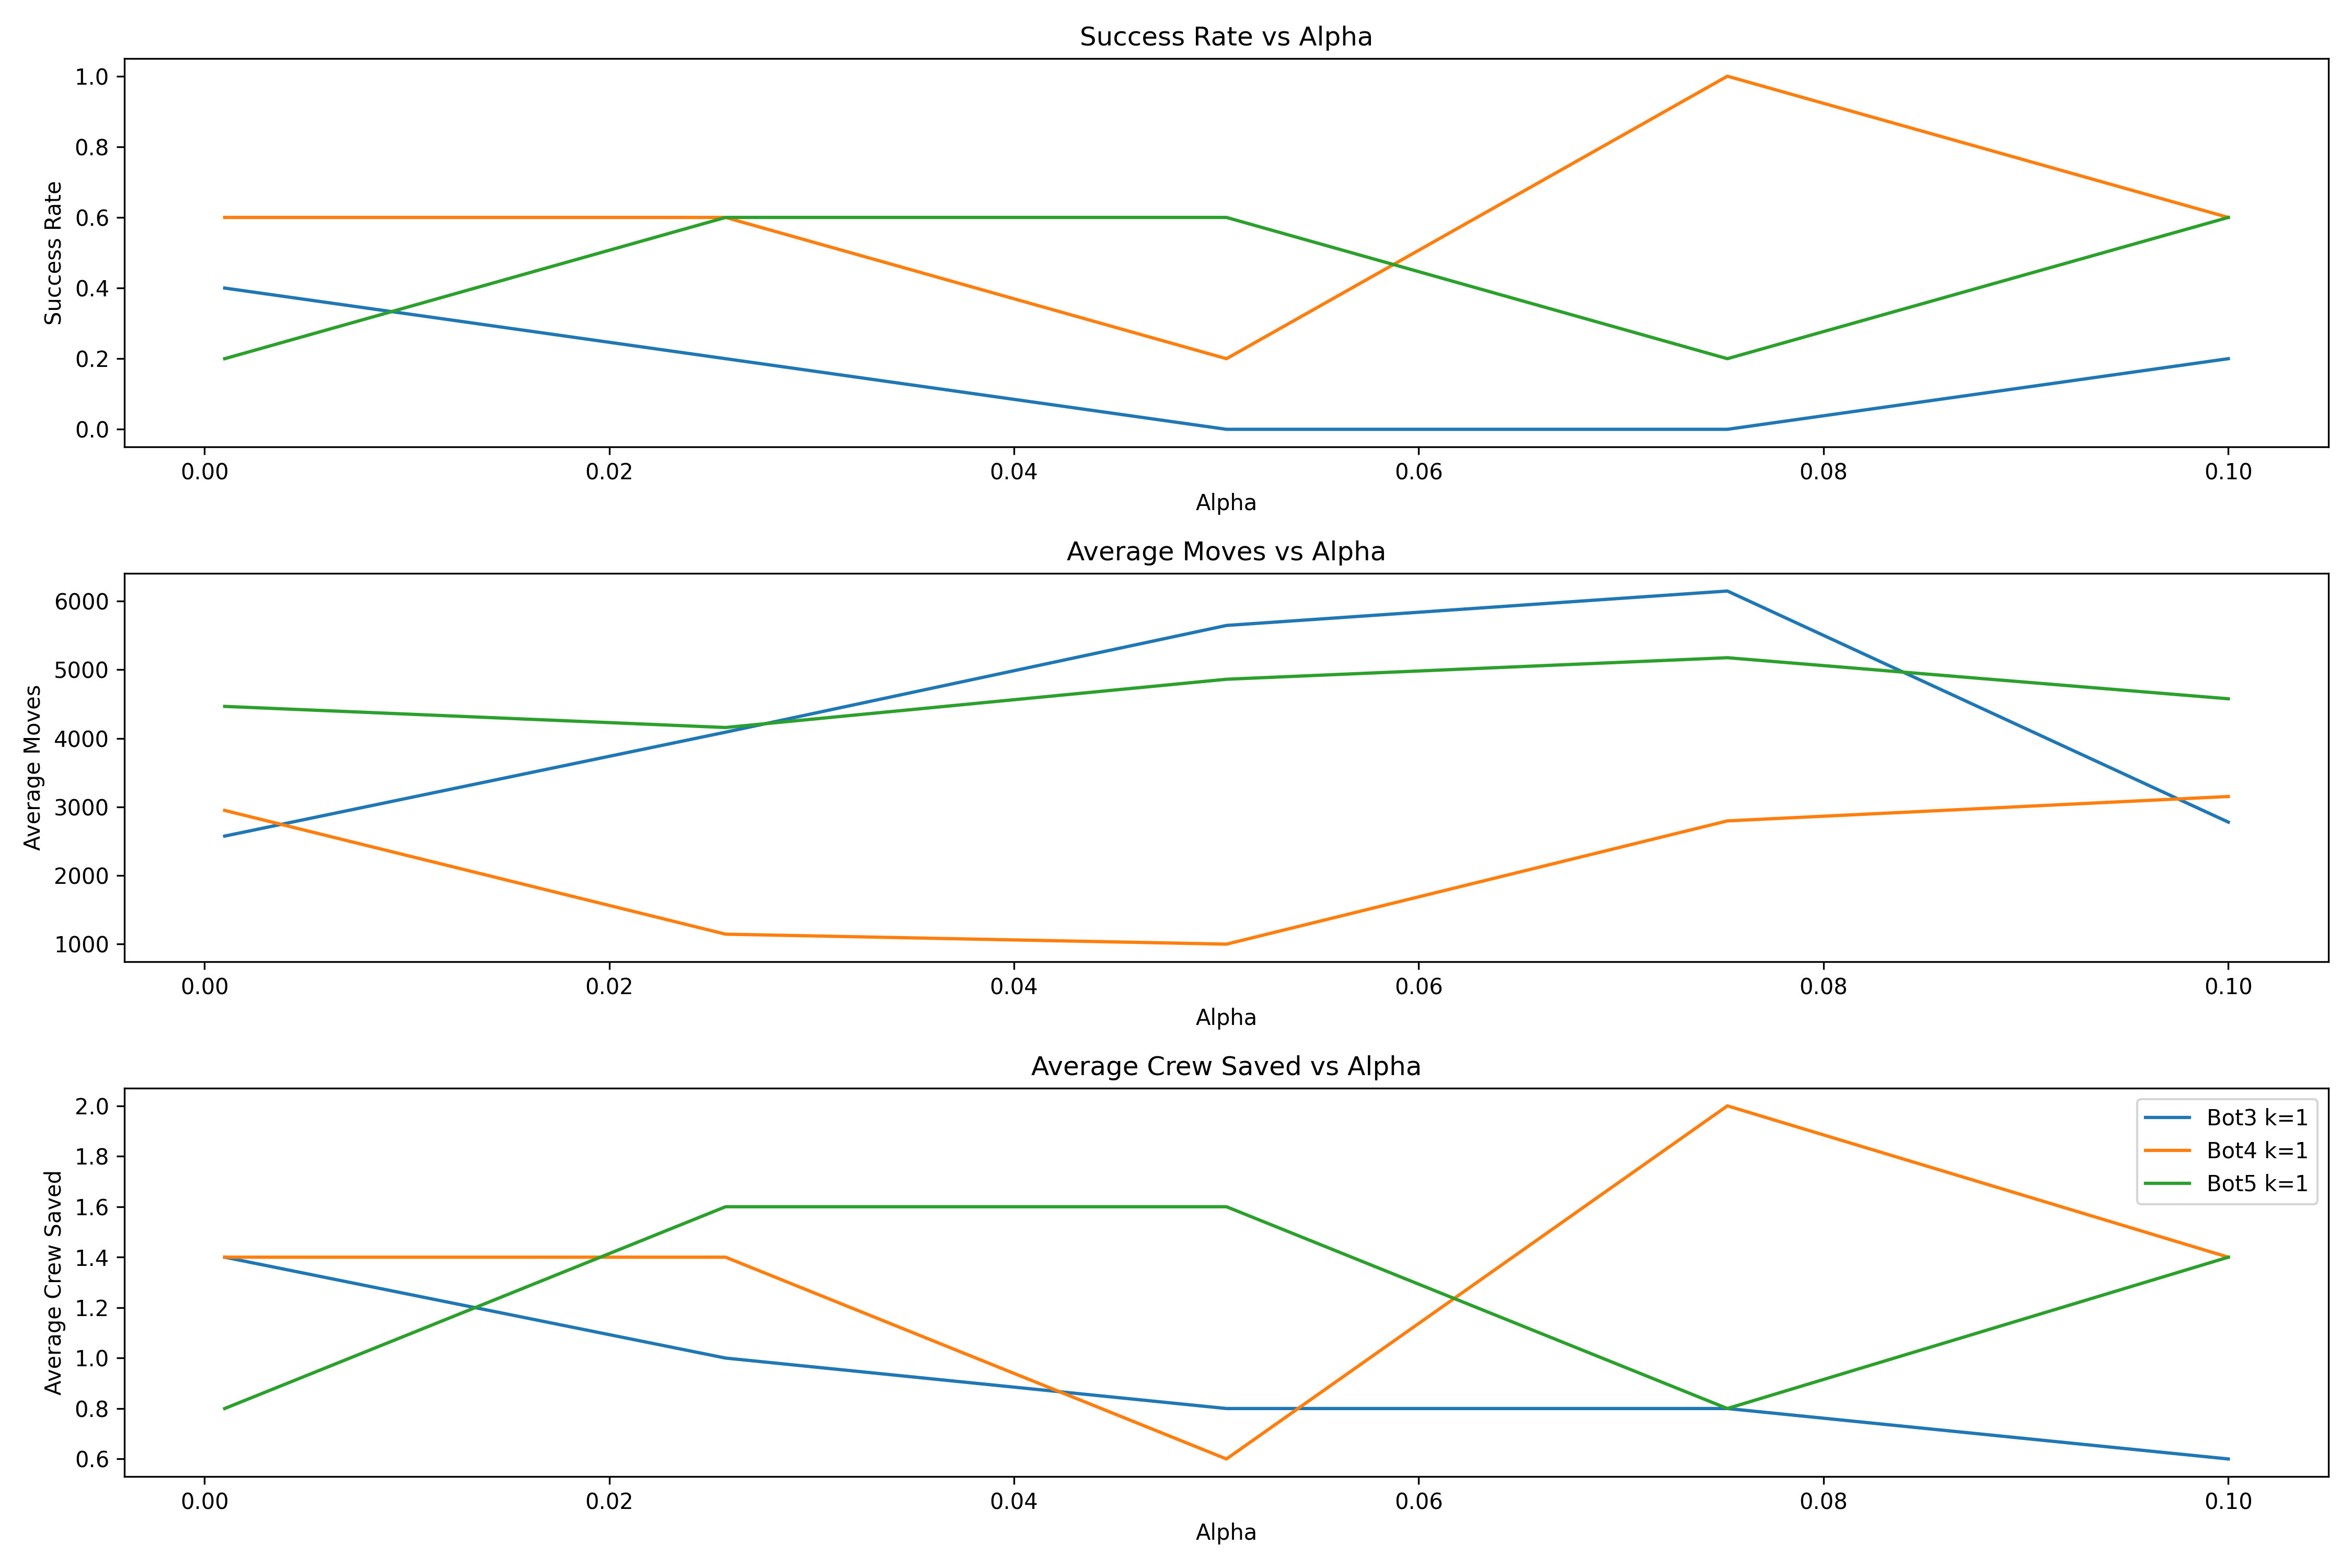 Success Rate vs Alpha
1.0
0.8
0.6
0.4
0.2
0.0
Success Rate
0.00 0.02 0.04 0.06 0.08 0.10
Alpha
Average Moves vs Alpha
6000
5000
4000
3000
2000
1000
Average Moves
0.00 0.02 0.04 0.06 0.08 0.10
Alpha
Average Crew Saved vs Alpha
2.0
1.8
1.6
1.4
1.2
1.0
0.8
0.6
Average Crew Saved
Bot3 k=1
Bot4 k=1
Bot5 k=1
0.00 0.02 0.04 0.06 0.08 0.10
Alpha